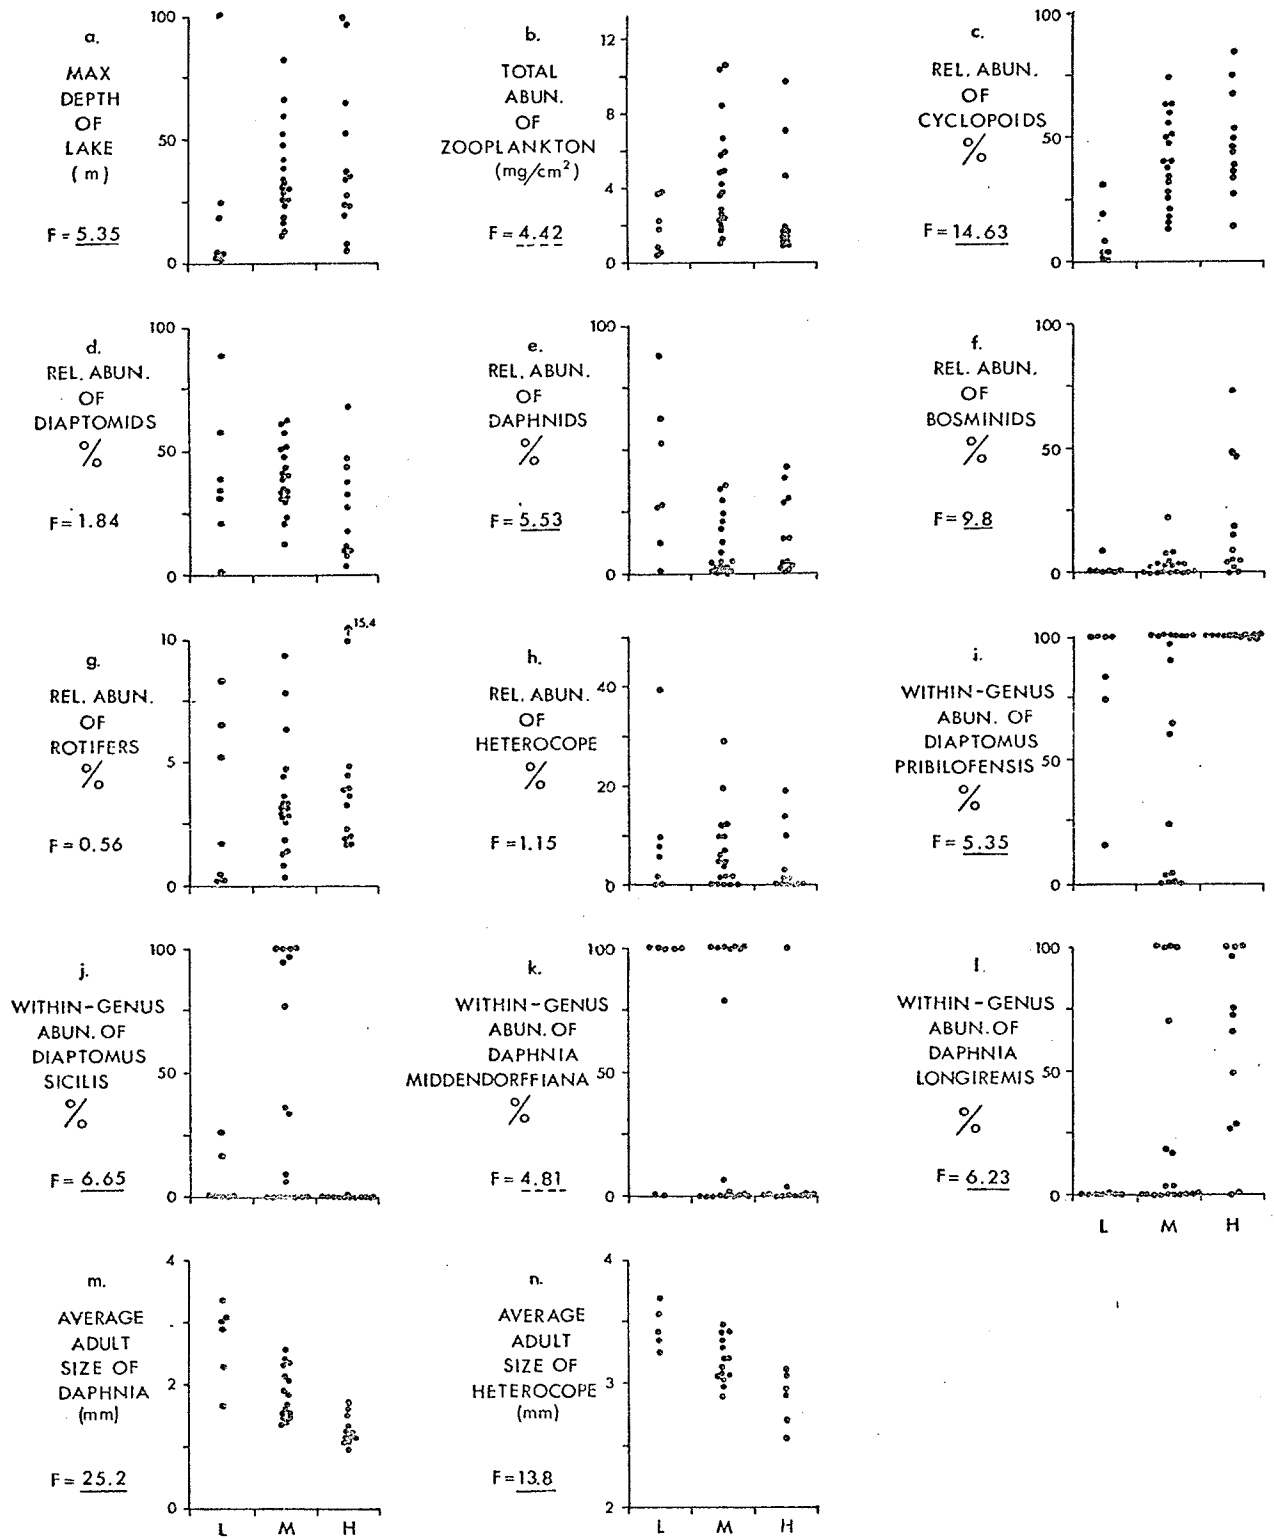 a.
MAX
DEPTH
OF
LAKE
( m )
F = 5.35
100
50
0
b.
TOTAL
ABUN.
OF
ZOOPLANKTON
(mg/cm²)
F = 4.42
12
8
4
0
c.
REL. ABUN.
OF
CYCLOPOIDS
%
F = 14.63
100
50
0
d.
REL. ABUN.
OF
DIAPTOMIDS
%
F = 1.84
100
50
0
e.
REL. ABUN.
OF
DAPHNIDS
%
F = 5.53
100
50
0
f.
REL. ABUN.
OF
BOSMINIDS
%
F = 9.8
100
50
0
g.
REL. ABUN.
OF
ROTIFERS
%
F = 0.56
10
5
0
15.4
h.
REL. ABUN.
OF
HETEROCOPE
%
F = 1.15
40
20
0
i.
WITHIN-GENUS
ABUN. OF
DIAPTOMUS
PRIBILOFENSIS
%
F = 5.35
100
50
0
j.
WITHIN-GENUS
ABUN. OF
DIAPTOMUS
SICILIS
%
F = 6.65
100
50
0
k.
WITHIN-GENUS
ABUN. OF
DAPHNIA
MIDDENDORFFIANA
%
F = 4.81
100
50
0
l.
WITHIN-GENUS
ABUN. OF
DAPHNIA
LONGIREMIS
%
F = 6.23
100
50
0
L M H
m.
AVERAGE
ADULT
SIZE OF
DAPHNIA
(mm)
F = 25.2
4
2
0
L M H
n.
AVERAGE
ADULT
SIZE OF
HETEROCOPE
(mm)
F = 13.8
4
3
2
L M H